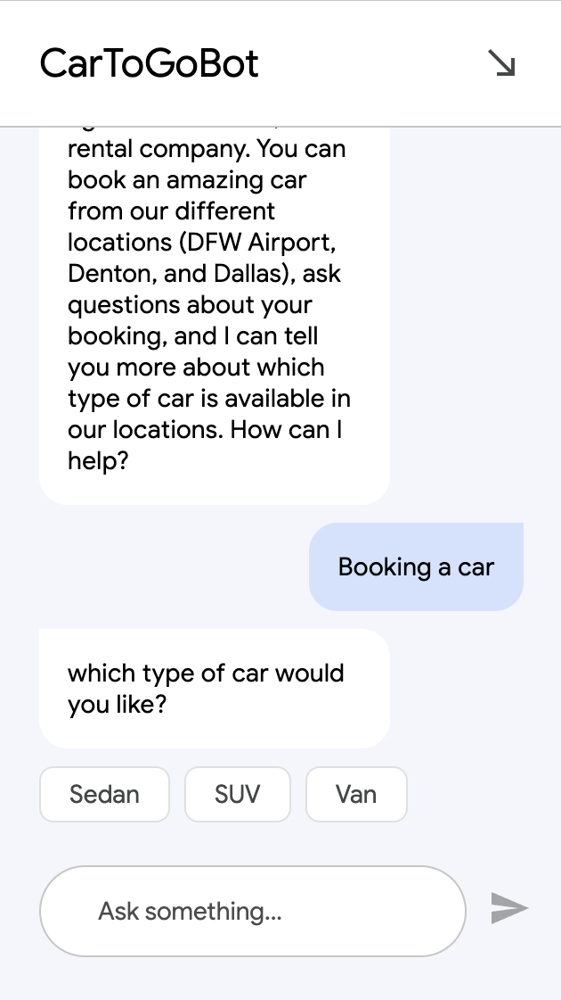 CarToGoBot
rental company. You can
book an amazing car
from our different
locations (DFW Airport,
Denton, and Dallas), ask
questions about your
booking, and I can tell
you more about which
type of car is available in
our locations. How can I
help?
Booking a car
which type of car would
you like?
Sedan
SUV
Van
Ask something...